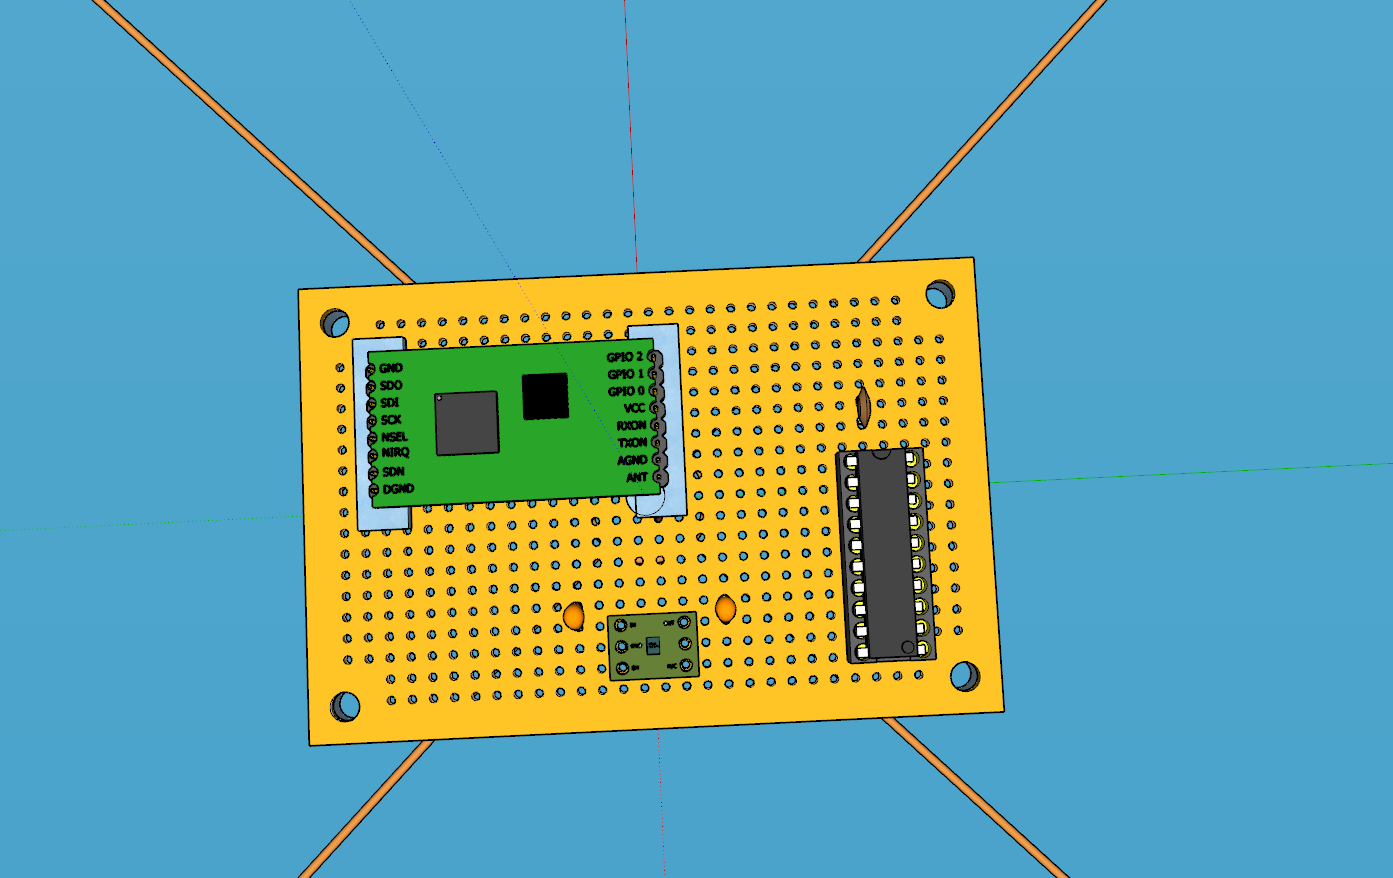 GND
SDO
SDI
SCK
NSEL
NIRQ
SDN
DGND
GPIO 2
GPIO 1
GPIO 0
VCC
RXON
TXON
AGND
ANT